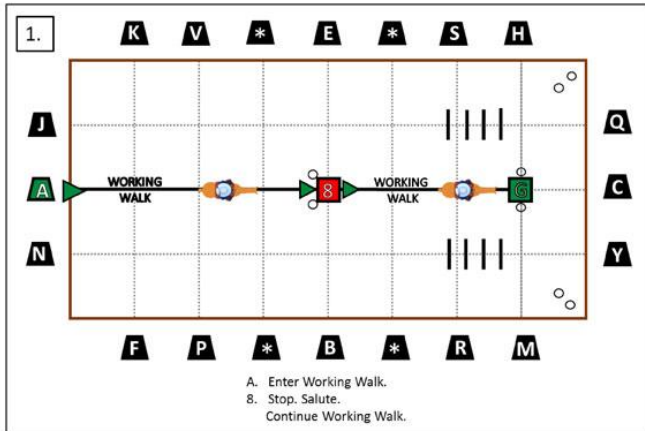 1.
K V * E * S H
J Q
A WORKING WALK 8 WORKING WALK G C
N Y
F P * B * R M
A. Enter Working Walk.
8. Stop. Salute.
Continue Working Walk.